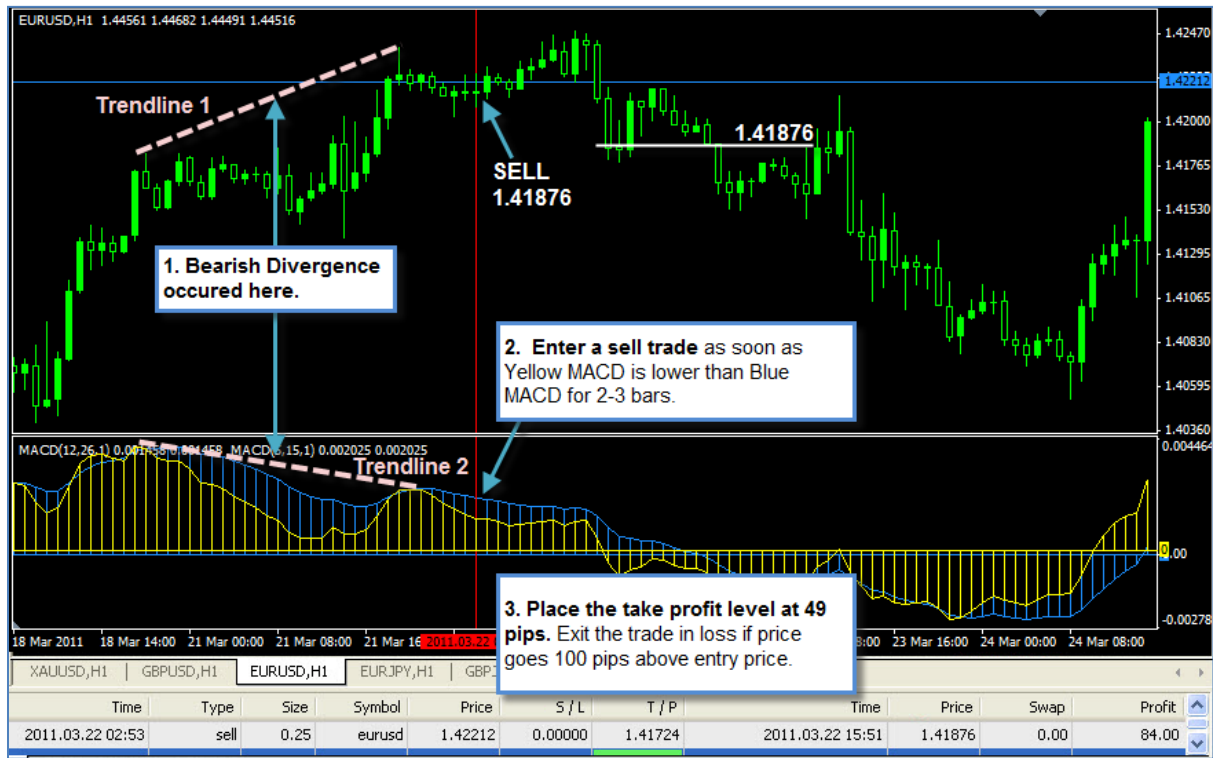 EURUSD,H1 1.44561 1.44682 1.44491 1.44516
1.42470
1.42212
1.42000
1.41765
1.41530
1.41295
1.41065
1.40830
1.40595
1.40360
Trendline 1
SELL
1.41876
1.41876
1. Bearish Divergence
occured here.
2. Enter a sell trade as soon as
Yellow MACD is lower than Blue
MACD for 2-3 bars.
MACD(12,26,1) 0.001458 0.001458 MACD(5,15,1) 0.002025 0.002025
Trendline 2
0.004464
0
0.00
-0.00278
3. Place the take profit level at 49
pips. Exit the trade in loss if price
goes 100 pips above entry price.
18 Mar 2011 18 Mar 14:00 21 Mar 00:00 21 Mar 08:00 21 Mar 16 2011.03.22 8:00 23 Mar 16:00 24 Mar 00:00 24 Mar 08:00
XAUUSD,H1 GBPUSD,H1 EURUSD,H1 EURJPY,H1
Time Type Size Symbol Price S / L T / P Time Price Swap Profit
2011.03.22 02:53 sell 0.25 eurusd 1.42212 0.00000 1.41724 2011.03.22 15:51 1.41876 0.00 84.00